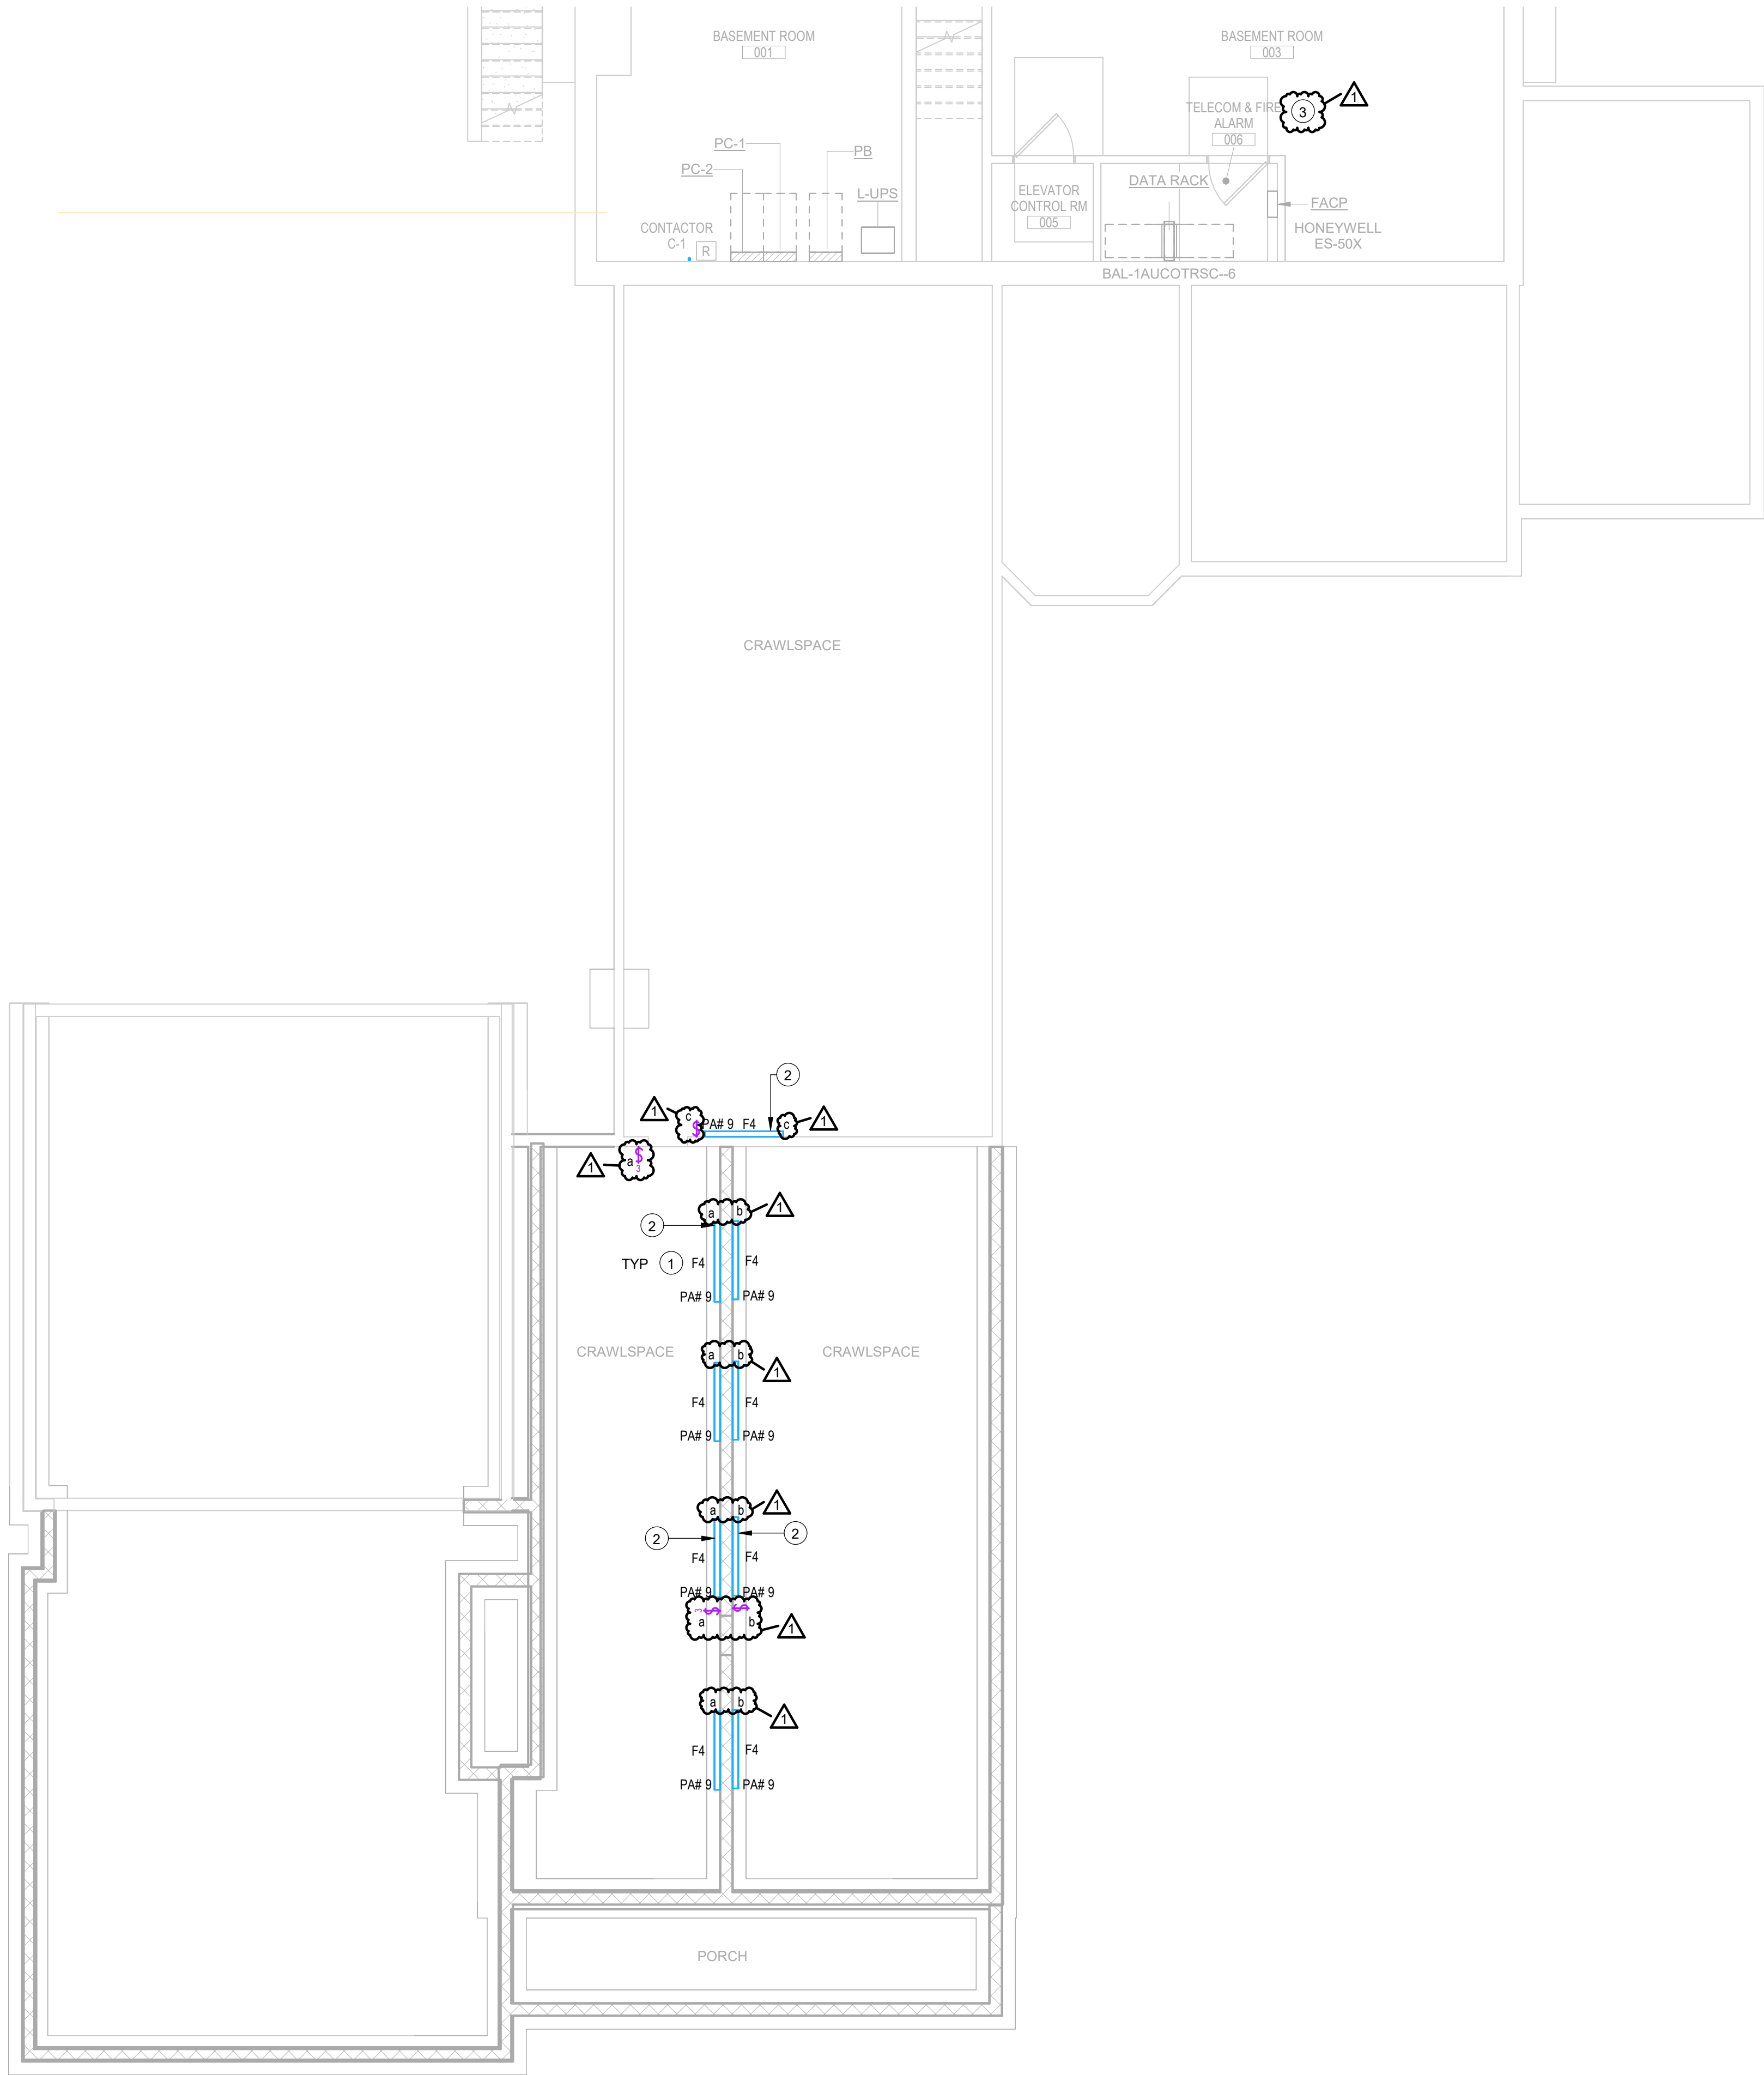 BASEMENT ROOM
001
BASEMENT ROOM
003
TELECOM & FIRE
ALARM
006
3
1
PC-1
PC-2
PB
L-UPS
CONTACTOR
C-1
R
ELEVATOR
CONTROL RM
005
DATA RACK
FACP
HONEYWELL
ES-50X
BAL-1AUCOTRSC--6
CRAWLSPACE
2
1
c
$
PA# 9 F4
c
1
1
a
$
3
a b
1
2
TYP 1
F4 F4
PA# 9 PA# 9
CRAWLSPACE
CRAWLSPACE
a b
1
F4 F4
PA# 9 PA# 9
a b
1
2
2
F4 F4
PA# 9 PA# 9
3 $ $
a b
1
a b
1
F4 F4
PA# 9 PA# 9
PORCH